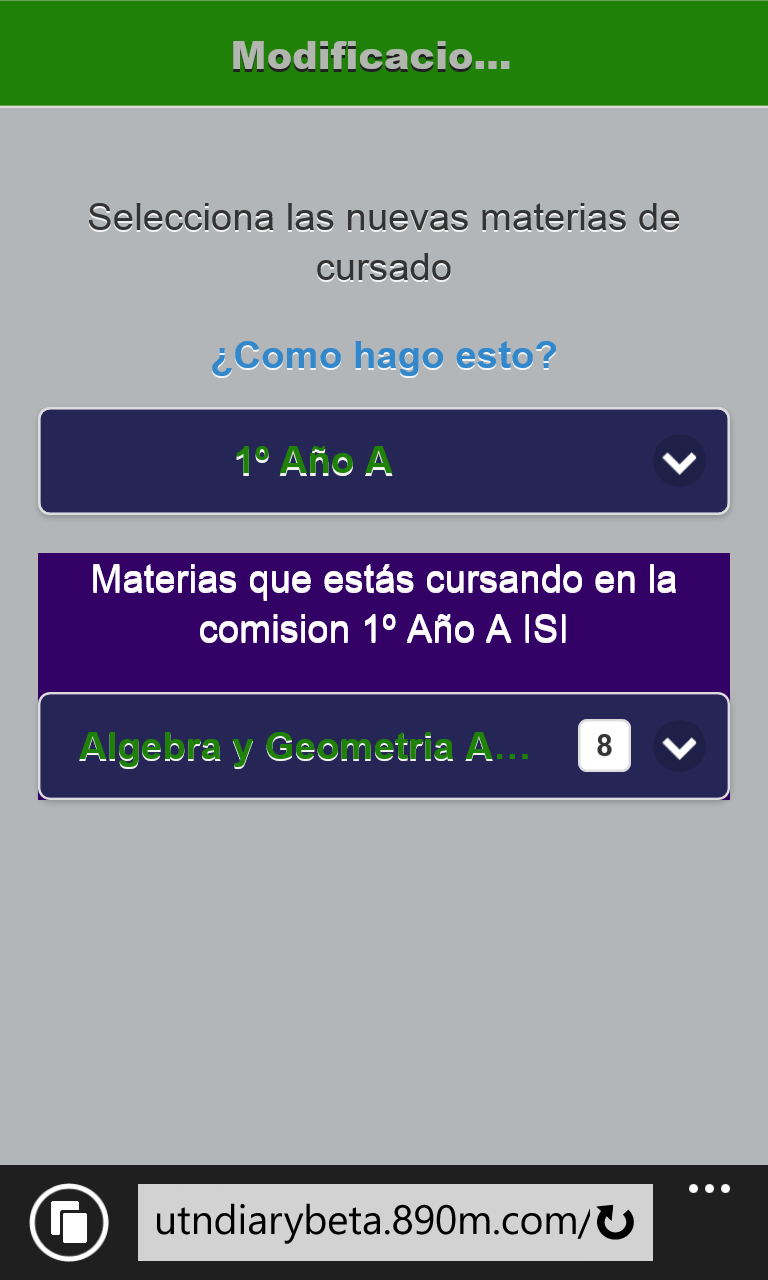 Modificacio...
Selecciona las nuevas materias de
cursado
¿Como hago esto?
1º Año A
Materias que estás cursando en la
comision 1º Año A ISI
Algebra y Geometria A... 8
utndiarybeta.890m.com/